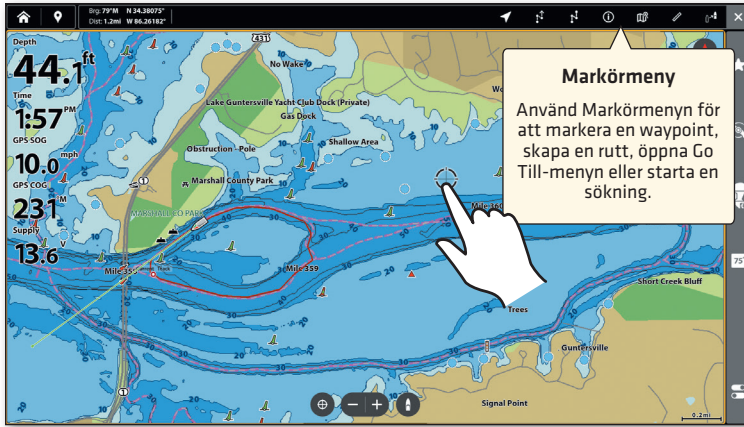 Brg: 79°M N 34.38075°
Dist: 1.2mi W 86.26182°
Depth
44.1 ft
Time
1:57 PM
GPS SOG
10.0 mph
GPS COG
231 M
Supply
13.6 V
431
No Wake
Lake Guntersville Yacht Club Dock (Private)
Gas Dock
Obstruction - Pole
Shallow Area
Marshall County Park
MARSHALL CO PARK
Mile 360
Mile 359
Mile 359
Trees
Short Creek Bluff
Guntersville
Signal Point
0.2mi
75°
Markörmeny
Använd Markörmenyn för
att markera en waypoint,
skapa en rutt, öppna Go
Till-menyn eller starta en
sökning.